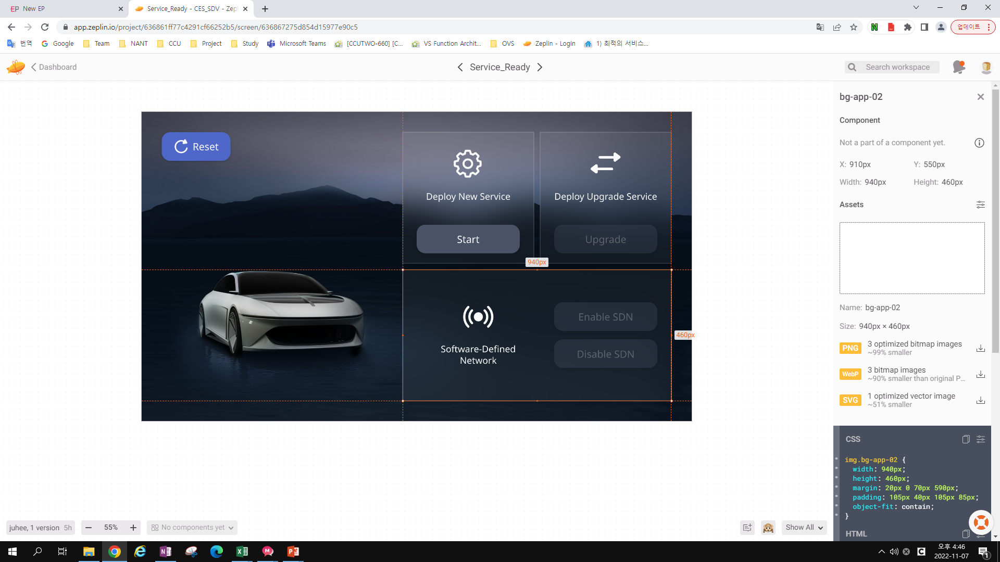 New EP
Service_Ready - CES_SDV - Zepl
app.zeplin.io/project/636861ff77c4291cf66252b5/screen/636867275d854d15977e90c5
업데이트
번역
Google
Team
NANT
CCU
Project
Study
Microsoft Teams
[CCUTWO-660] [C...
VS Function Archit...
OVS
Zeplin - Login
1) 최적의 서비스...
Dashboard
Service_Ready
Search workspace
Reset
Deploy New Service
Start
Deploy Upgrade Service
Upgrade
940px
460px
Software-Defined
Network
Enable SDN
Disable SDN
bg-app-02
Component
Not a part of a component yet.
X: 910px
Y: 550px
Width: 940px
Height: 460px
Assets
Name: bg-app-02
Size: 940px × 460px
PNG
3 optimized bitmap images
~99% smaller
WebP
3 bitmap images
~90% smaller than original P...
SVG
1 optimized vector image
~51% smaller
CSS
img.bg-app-02 {
width: 940px;
height: 460px;
margin: 20px 0 70px 590px;
padding: 105px 40px 105px 85px;
object-fit: contain;
}
HTML
juhee, 1 version 5h
55%
No components yet
Show All
오후 4:46
2022-11-07
1